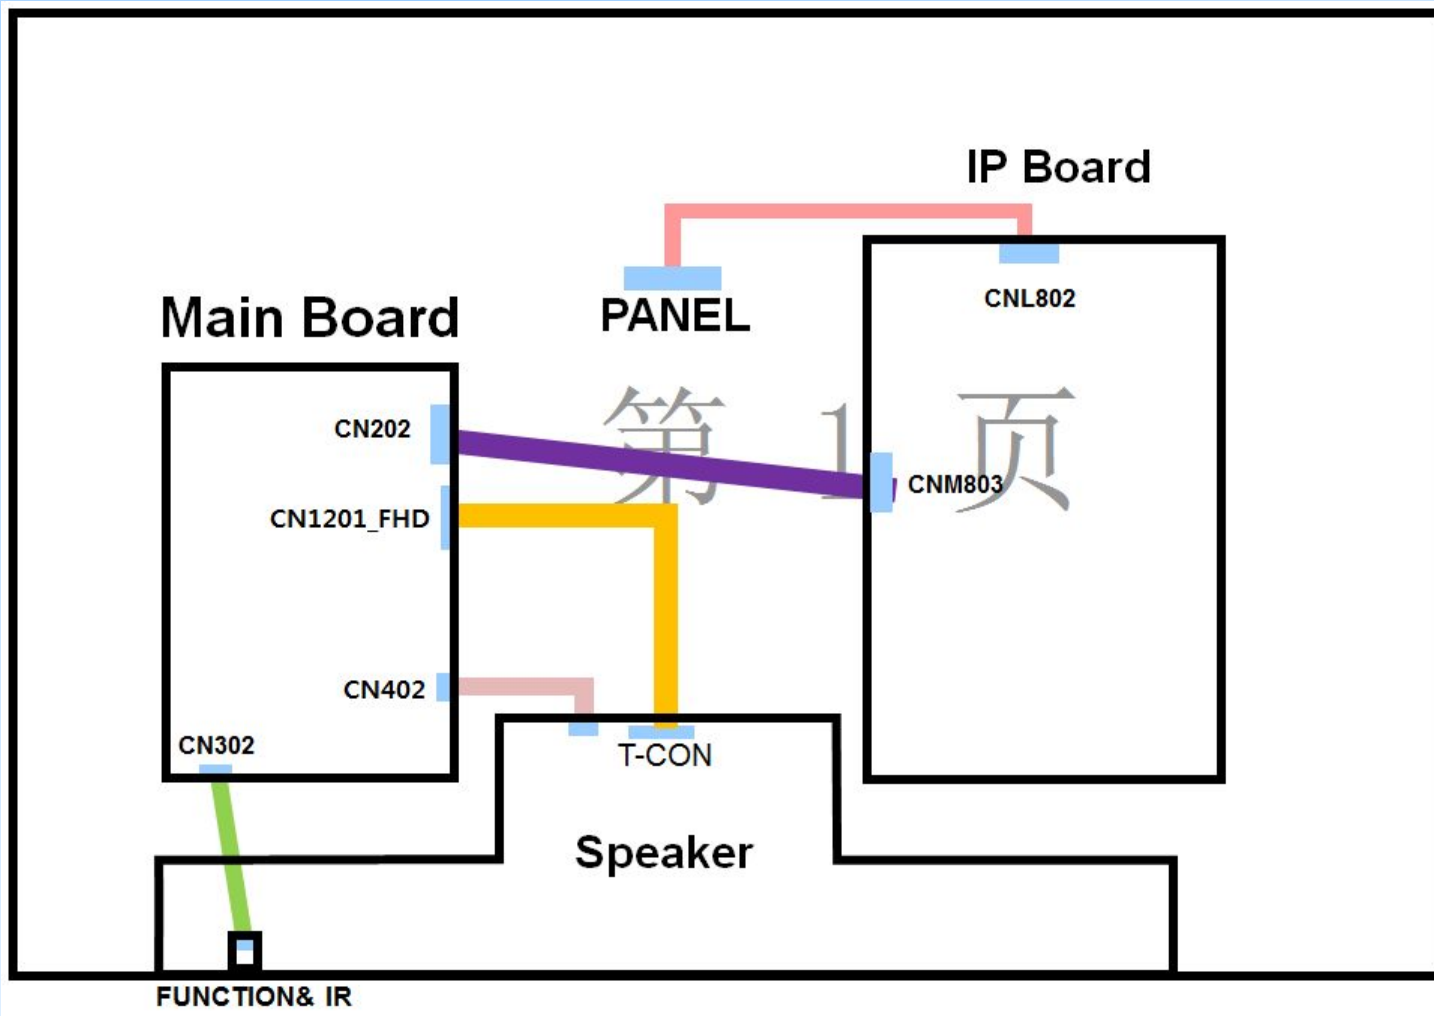 IP Board
CNL802
PANEL
Main Board
第 1 页
CN202
CNM803
CN1201_FHD
CN402
CN302
T-CON
Speaker
FUNCTION& IR